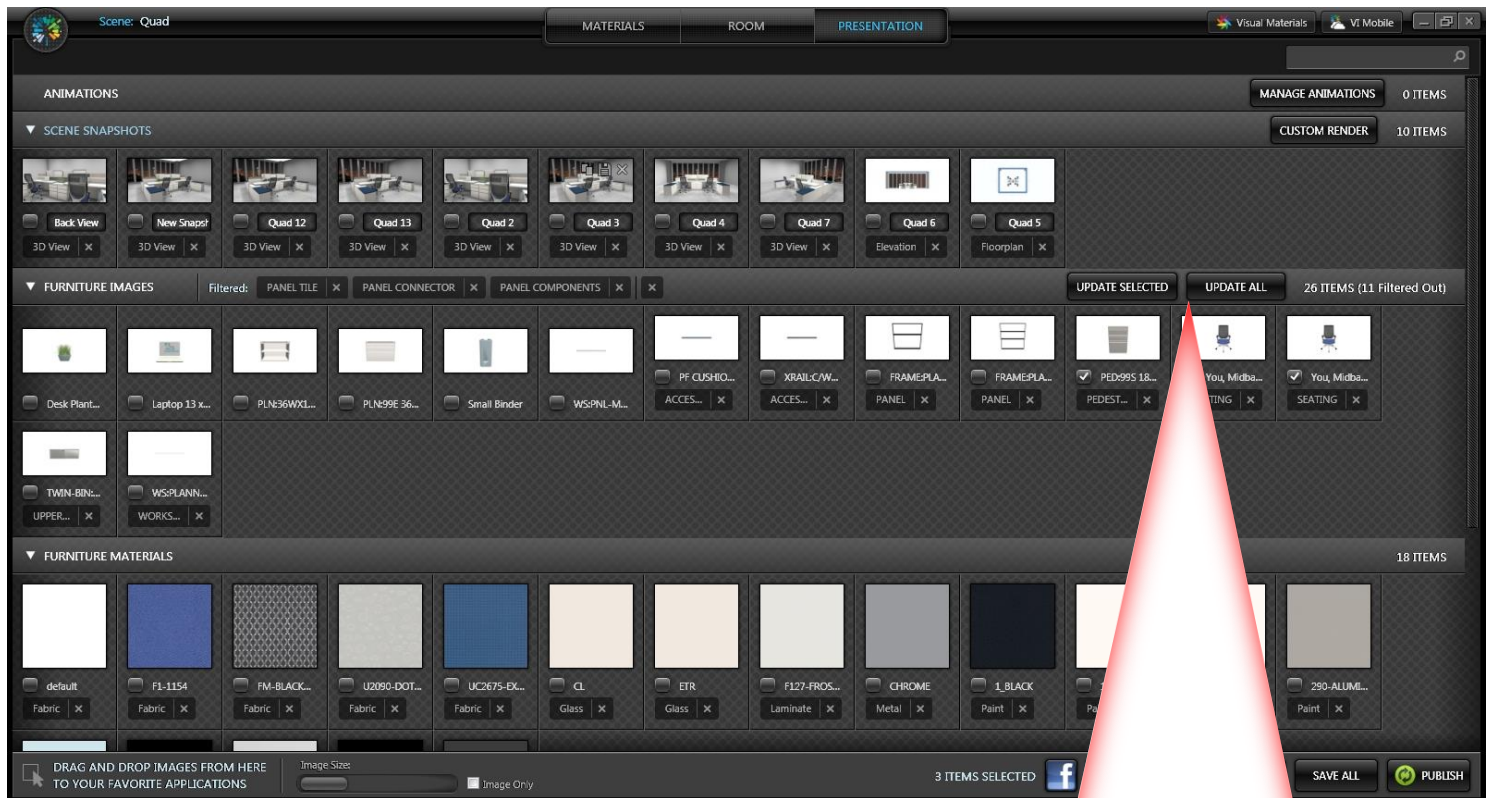 Scene: Quad
MATERIALS ROOM PRESENTATION
Visual Materials VI Mobile
ANIMATIONS MANAGE ANIMATIONS 0 ITEMS
SCENE SNAPSHOTS CUSTOM RENDER 10 ITEMS
Back View New Snapsh Quad 12 Quad 13 Quad 2 Quad 3 Quad 4 Quad 7 Quad 6 Quad 5
3D View 3D View 3D View 3D View 3D View 3D View 3D View 3D View Elevation Floorplan
FURNITURE IMAGES Filtered: PANEL TILE PANEL CONNECTOR PANEL COMPONENTS UPDATE SELECTED UPDATE ALL 26 ITEMS (11 Filtered Out)
PF CUSHIO... XRAIL:C/W... FRAME:PLA... FRAME:PLA... PED:99S 18... You, Midba... You, Midba...
Desk Plant... Laptop 13 x... PLN:36WX1... PLN:99E 36... Small Binder WS:PNL-M... ACCES... ACCES... PANEL PANEL PEDEST... TING SEATING
TWIN-BIN:... WS:PLANN...
UPPER... WORKS...
FURNITURE MATERIALS 18 ITEMS
default F1-1154 FM-BLACK... U2090-DOT... UC2675-EX... CL ETR F127-FROS... CHROME 1_BLACK 290-ALUMI...
Fabric Fabric Fabric Fabric Fabric Glass Glass Laminate Metal Paint Pa Paint
DRAG AND DROP IMAGES FROM HERE Image Size:
TO YOUR FAVORITE APPLICATIONS Image Only 3 ITEMS SELECTED SAVE ALL PUBLISH